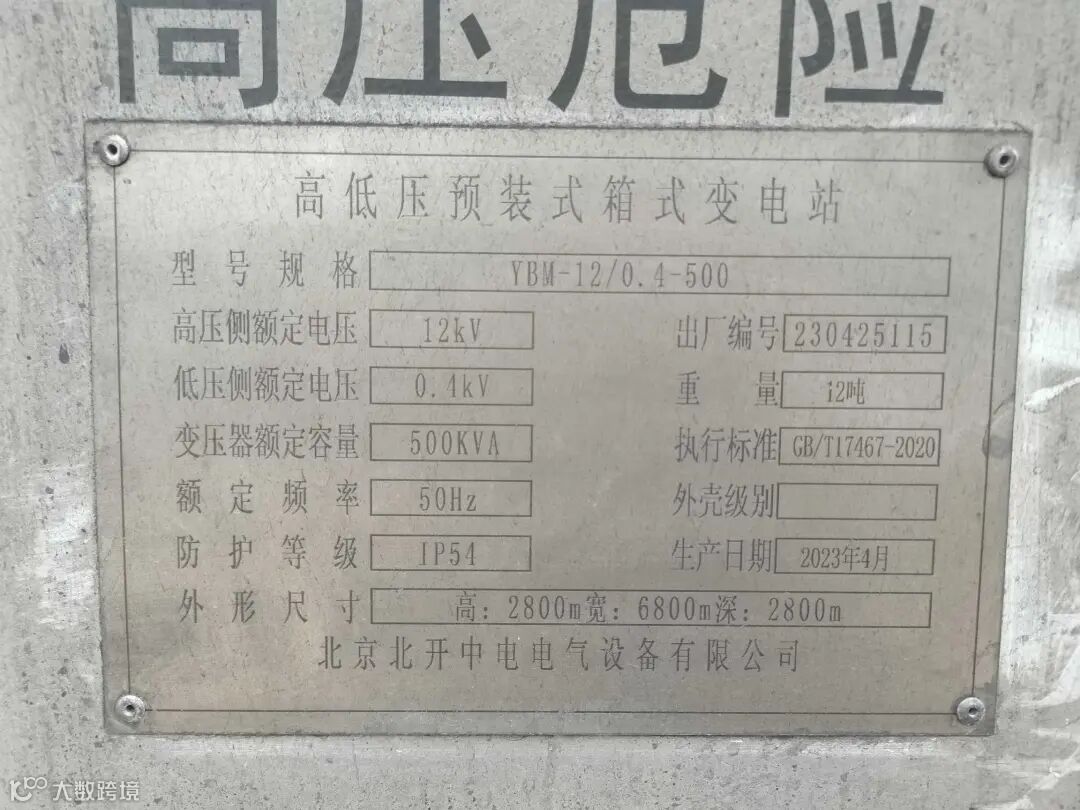 高压危险
高低压预装式箱式变电站
型号规格 YBM-12/0.4-500
高压侧额定电压 12kV 出厂编号 230425115
低压侧额定电压 0.4kV 重量 12吨
变压器额定容量 500KVA 执行标准 GB/T17467-2020
额定频率 50Hz 外壳级别
防护等级 IP54 生产日期 2023年4月
外形尺寸 高: 2800m宽: 6800m深: 2800m
北京北开中电电气设备有限公司
大数跨境